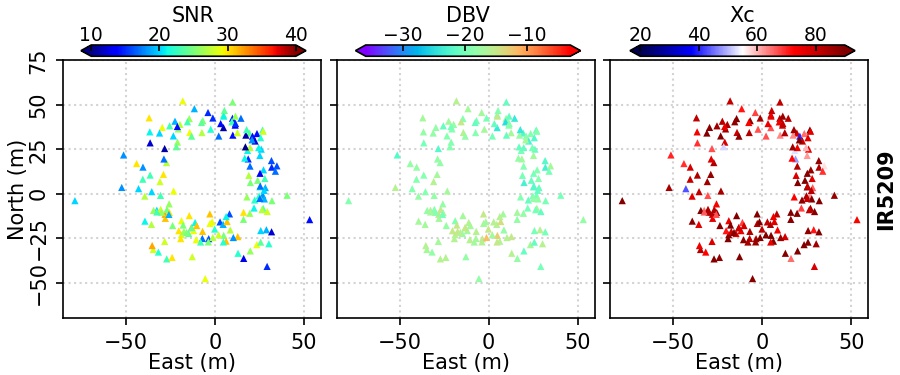 SNR DBV Xc
10 20 30 40 −30 −20 −10 20 40 60 80
75
50
25
0
−25
−50
North (m)
−50 0 50 −50 0 50 −50 0 50
East (m) East (m) East (m)
IR5209